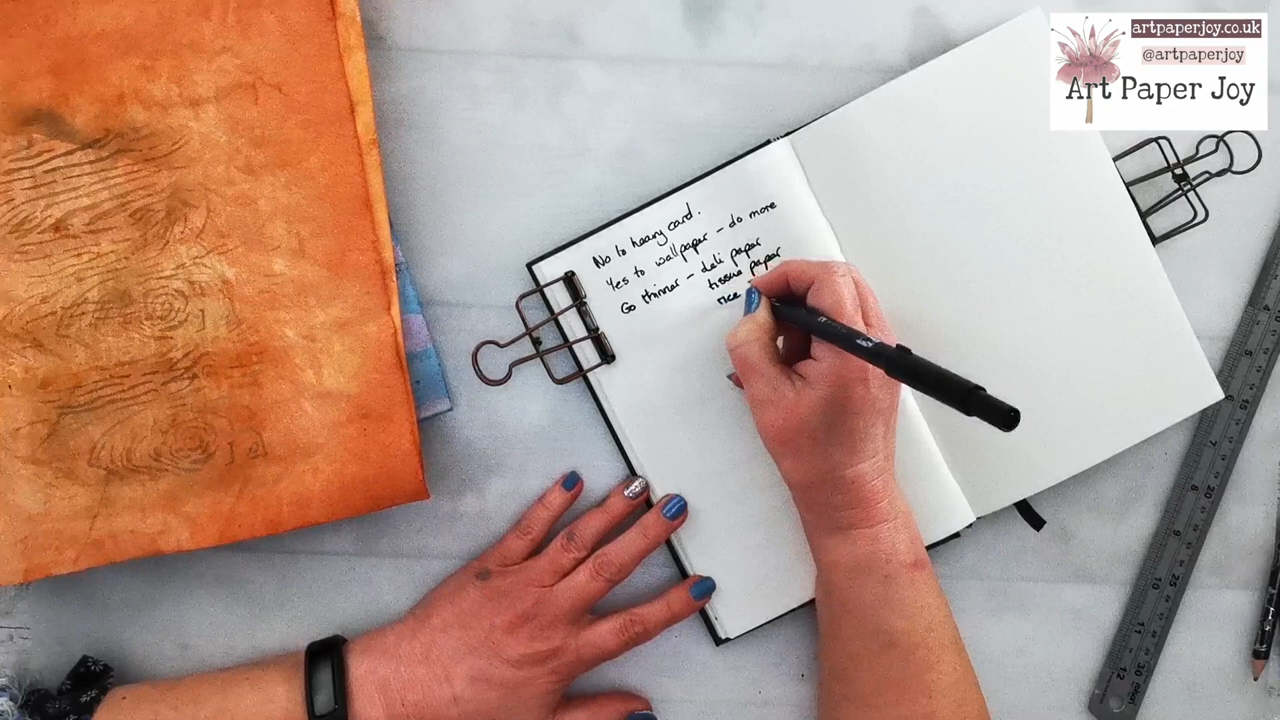 artpaperjoy.co.uk
@artpaperjoy
Art Paper Joy
No to heavy card.
Yes to wallpaper - do more
Go thinner - deli paper
tissue paper
rice